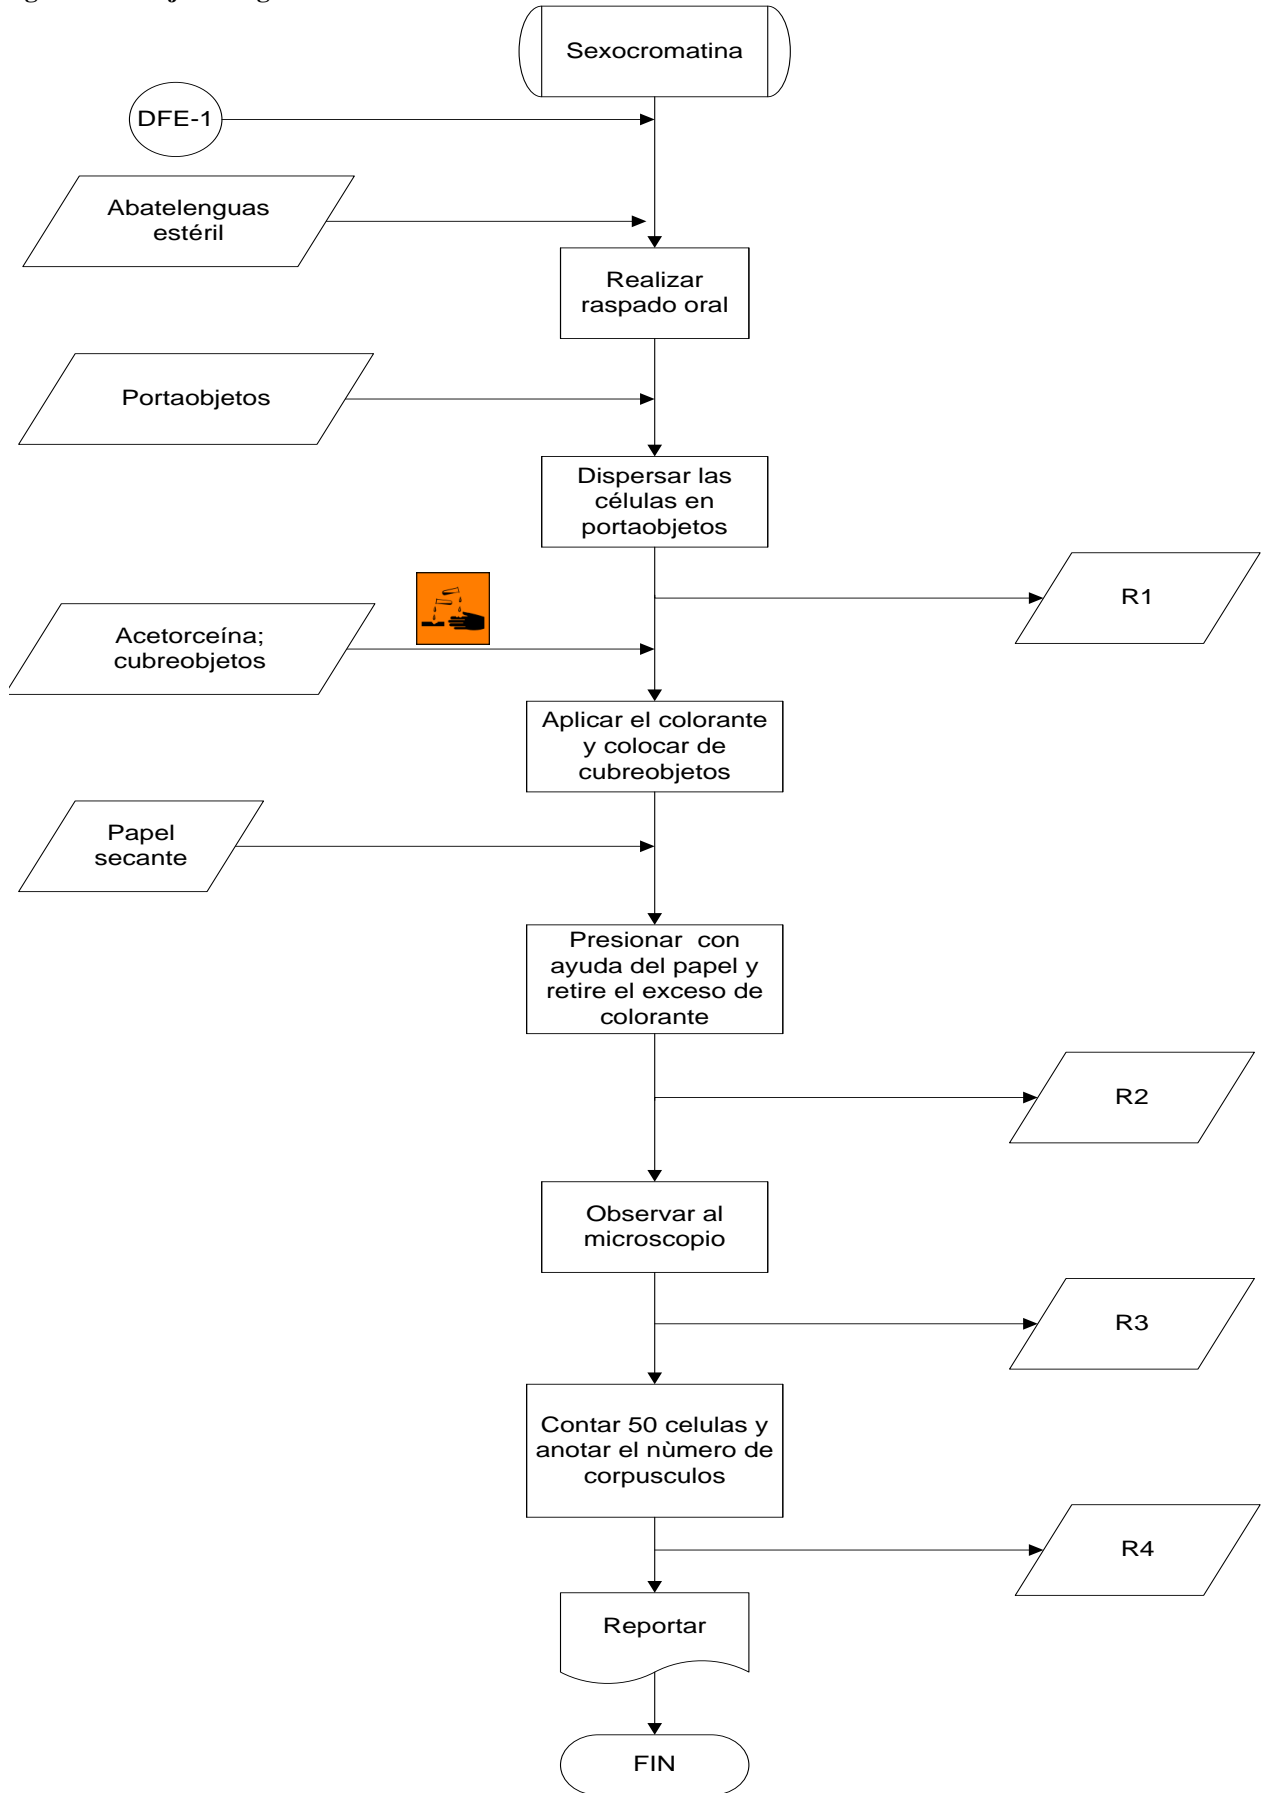 Sexocromatina
DFE-1
Abatelenguas
estéril
Realizar
raspado oral
Portaobjetos
Dispersar las
células en
portaobjetos
R1
Acetorceína;
cubreobjetos
Aplicar el colorante
y colocar de
cubreobjetos
Papel
secante
Presionar con
ayuda del papel y
retire el exceso de
colorante
R2
Observar al
microscopio
R3
Contar 50 celulas y
anotar el nùmero de
corpusculos
R4
Reportar
FIN